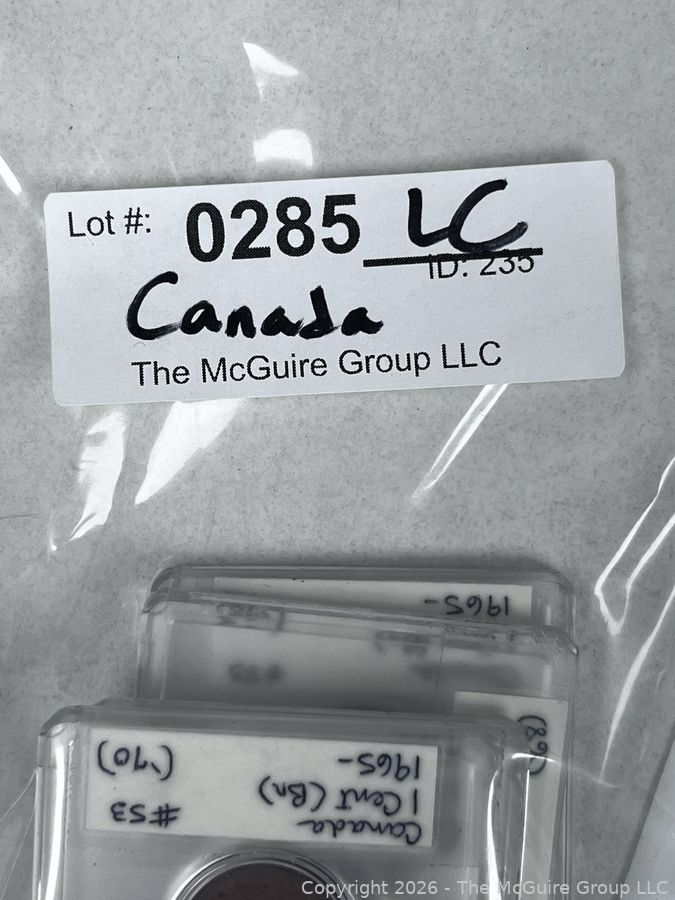 Lot #: 0285 LC
ID: 235
Canada
The McGuire Group LLC
1965-
Canada
1 Cent (Bn) #53
1965- ('70)
Copyright 2026 - The McGuire Group LLC